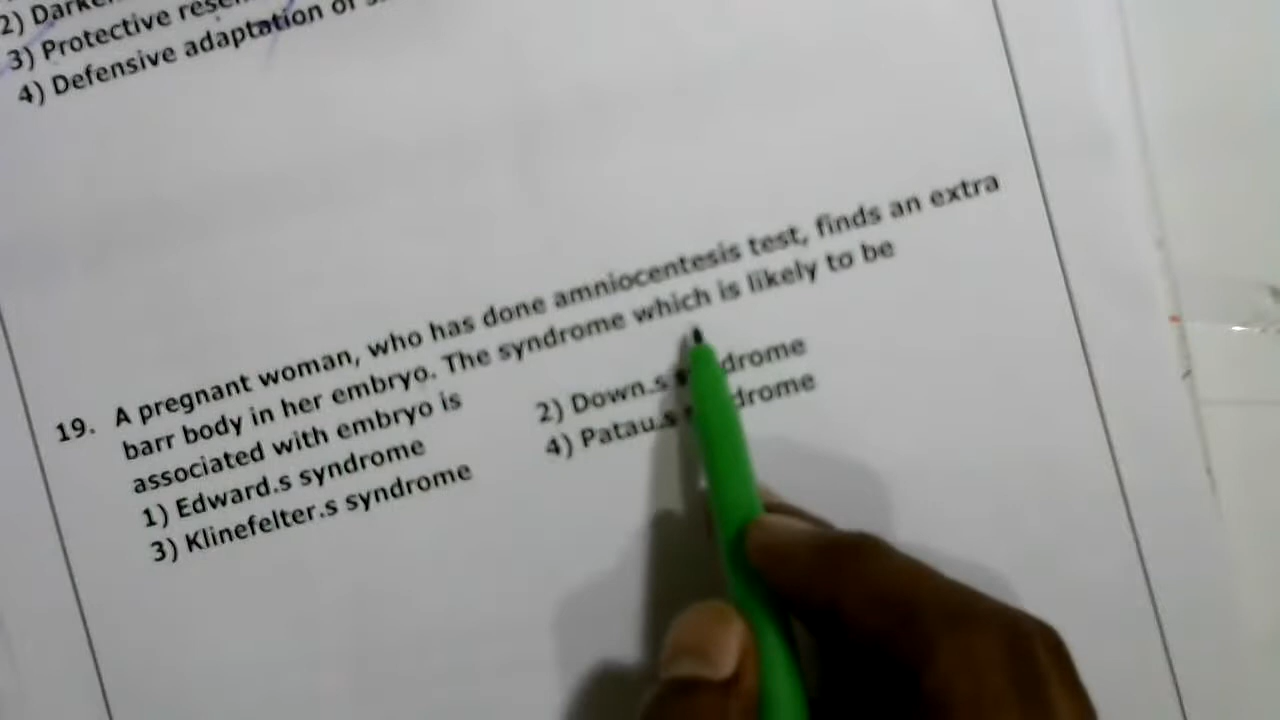 2)
3) Protective
4) Defensive adaptation of
19. A pregnant woman, who has done amniocentesis test, finds an extra
barr body in her embryo. The syndrome which is likely to be
associated with embryo is
1) Edward.s syndrome 2) Down.s
3) Klinefelter.s syndrome 4) Patau.s